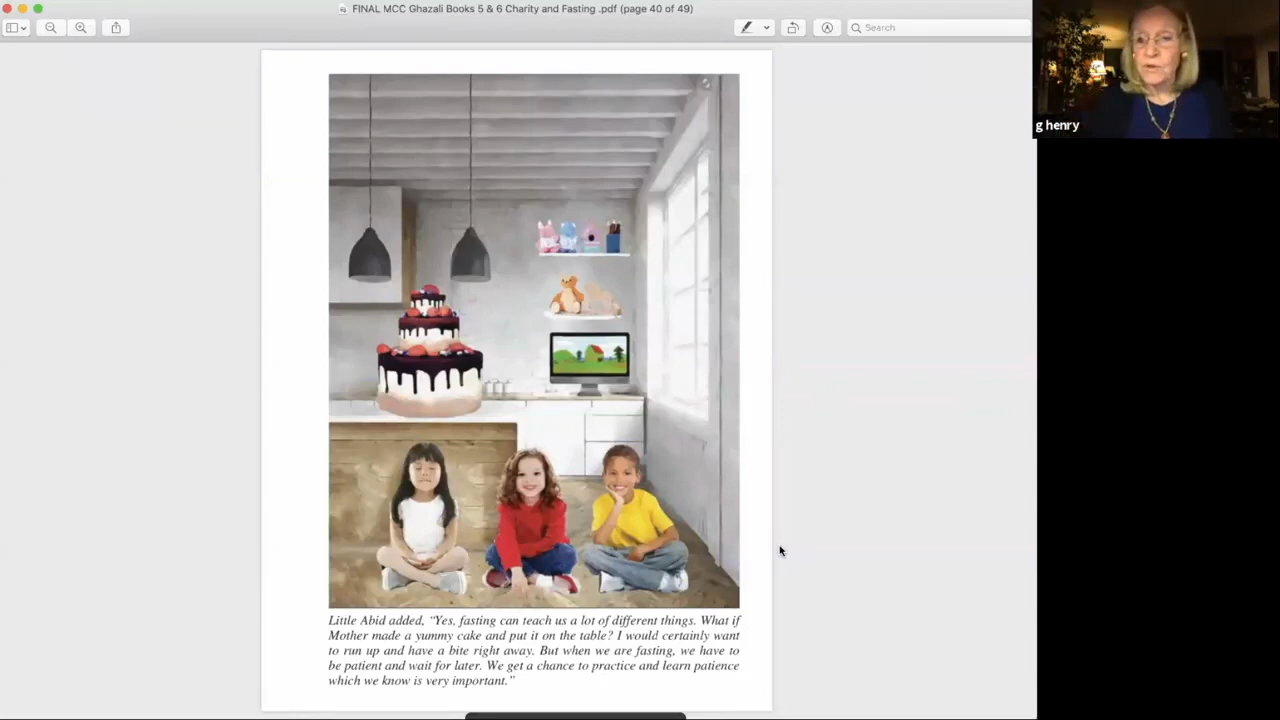 FINAL MCC Ghazali Books 5 & 6 Charity and Fasting .pdf (page 40 of 49)
Search
g henry
Little Abid added, “Yes, fasting can teach us a lot of different things. What if
Mother made a yummy cake and put it on the table? I would certainly want
to run up and have a bite right away. But when we are fasting, we have to
be patient and wait for later. We get a chance to practice and learn patience
which we know is very important.”